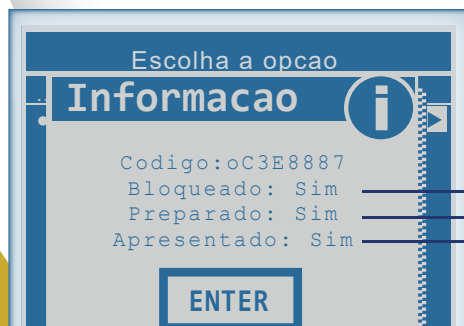 Escolha a opcao
Informacao
i
Codigo:oC3E8887
Bloqueado: Sim
Preparado: Sim
Apresentado: Sim
ENTER